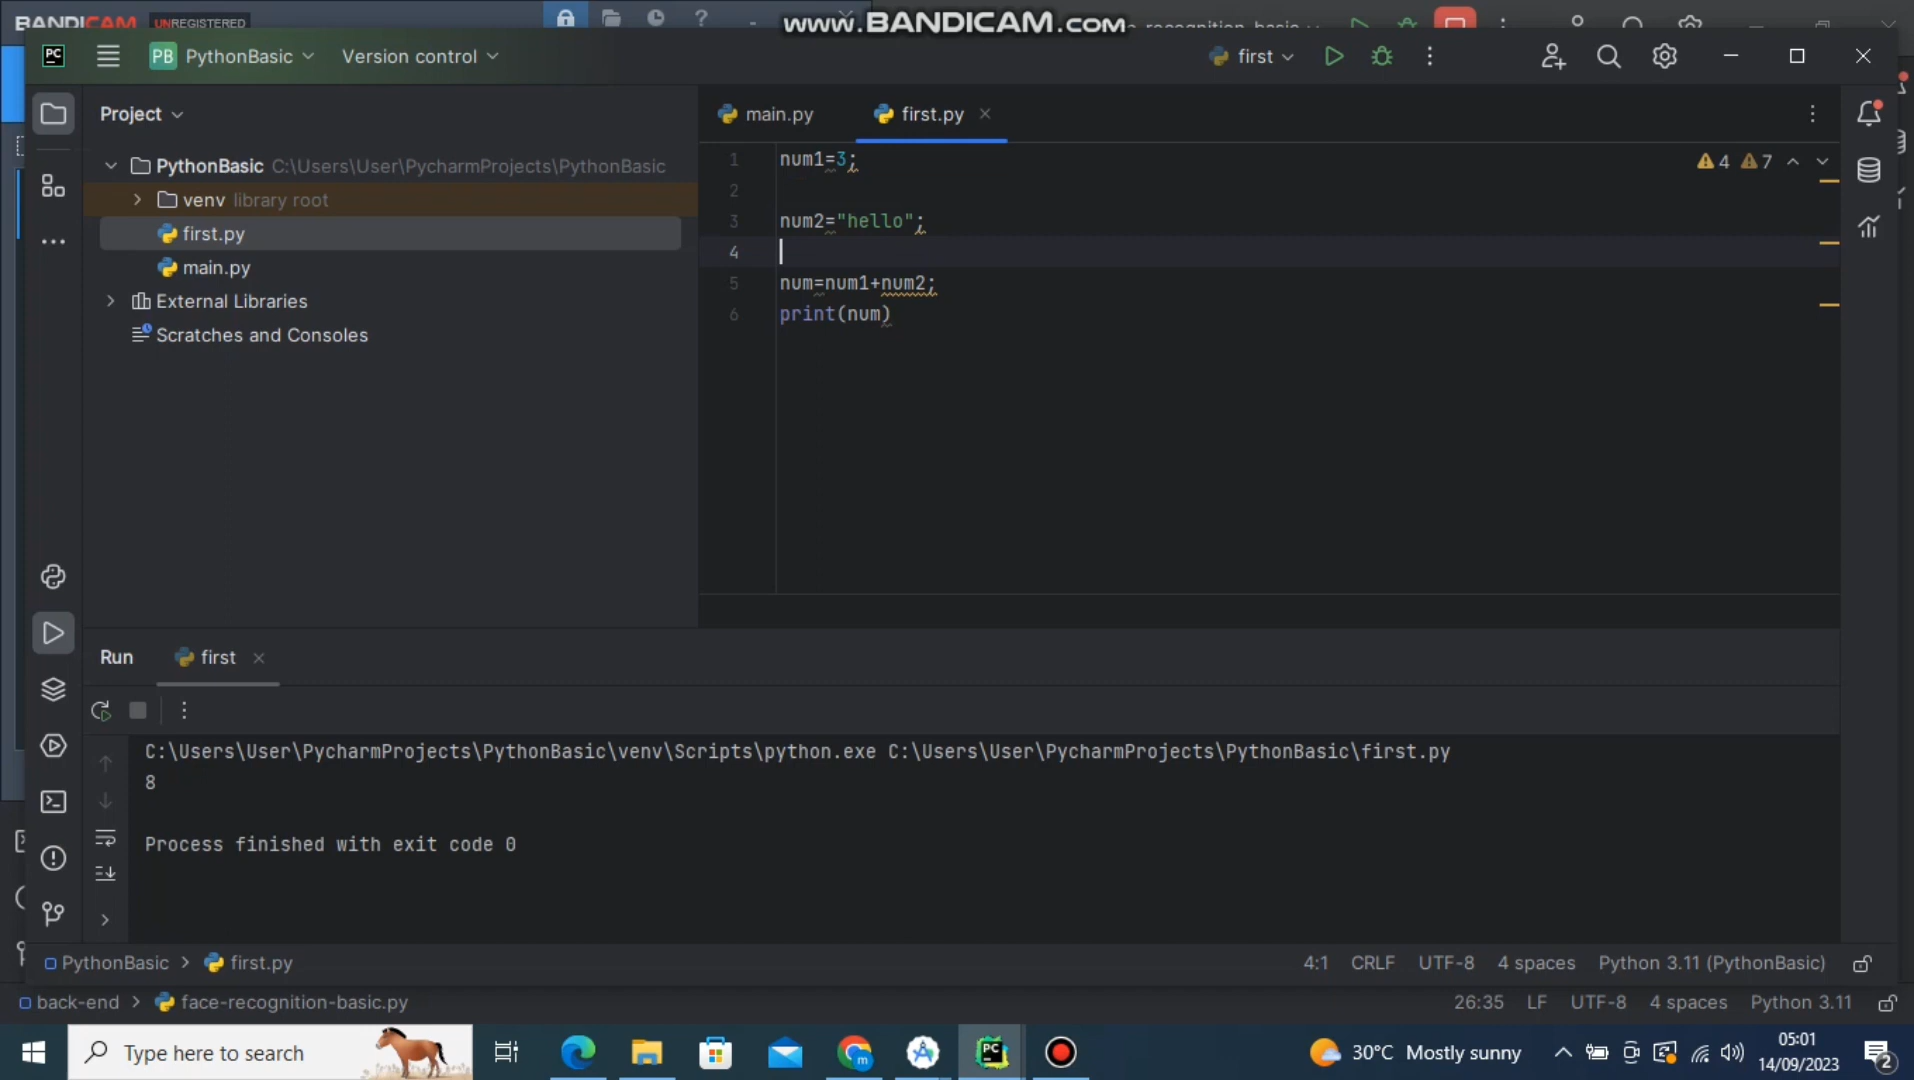 BANDICAM UNREGISTERED
www.BANDICAM.com
PC
PB PythonBasic
Version control
first
Project
main.py
first.py
PythonBasic C:\Users\User\PycharmProjects\PythonBasic
venv library root
first.py
main.py
External Libraries
Scratches and Consoles
4 7
1 num1=3;
2
3 num2="hello";
4
5 num=num1+num2;
6 print(num)
Run
first
C:\Users\User\PycharmProjects\PythonBasic\venv\Scripts\python.exe C:\Users\User\PycharmProjects\PythonBasic\first.py
8
Process finished with exit code 0
PythonBasic > first.py
4:1 CRLF UTF-8 4 spaces Python 3.11 (PythonBasic)
back-end > face-recognition-basic.py
26:35 LF UTF-8 4 spaces Python 3.11
Type here to search
30°C Mostly sunny
05:01
14/09/2023
2